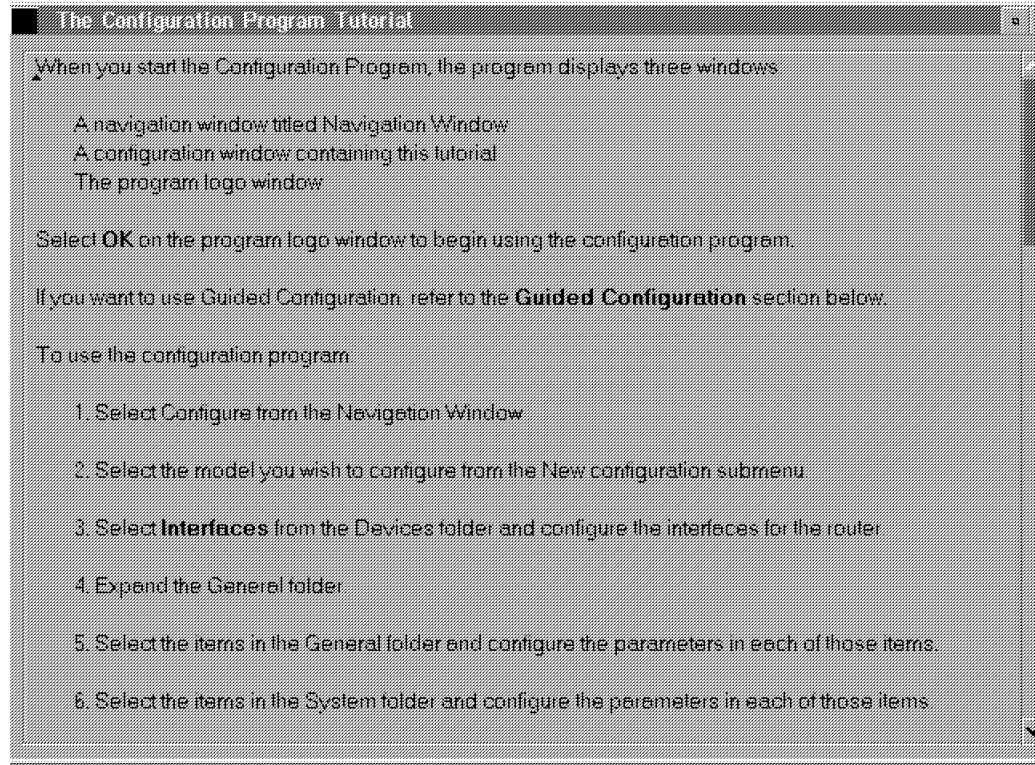 The Configuration Program Tutorial
When you start the Configuration Program, the program displays three windows
A navigation window titled Navigation Window
A configuration window containing this tutorial
The program logo window
Select OK on the program logo window to begin using the configuration program.
If you want to use Guided Configuration, refer to the Guided Configuration section below.
To use the configuration program:
1. Select Configure from the Navigation Window
2. Select the model you wish to configure from the New configuration submenu
3. Select Interfaces from the Devices folder and configure the interfaces for the router
4. Expand the General folder
5. Select the items in the General folder and configure the parameters in each of those items.
6. Select the items in the System folder and configure the parameters in each of those items